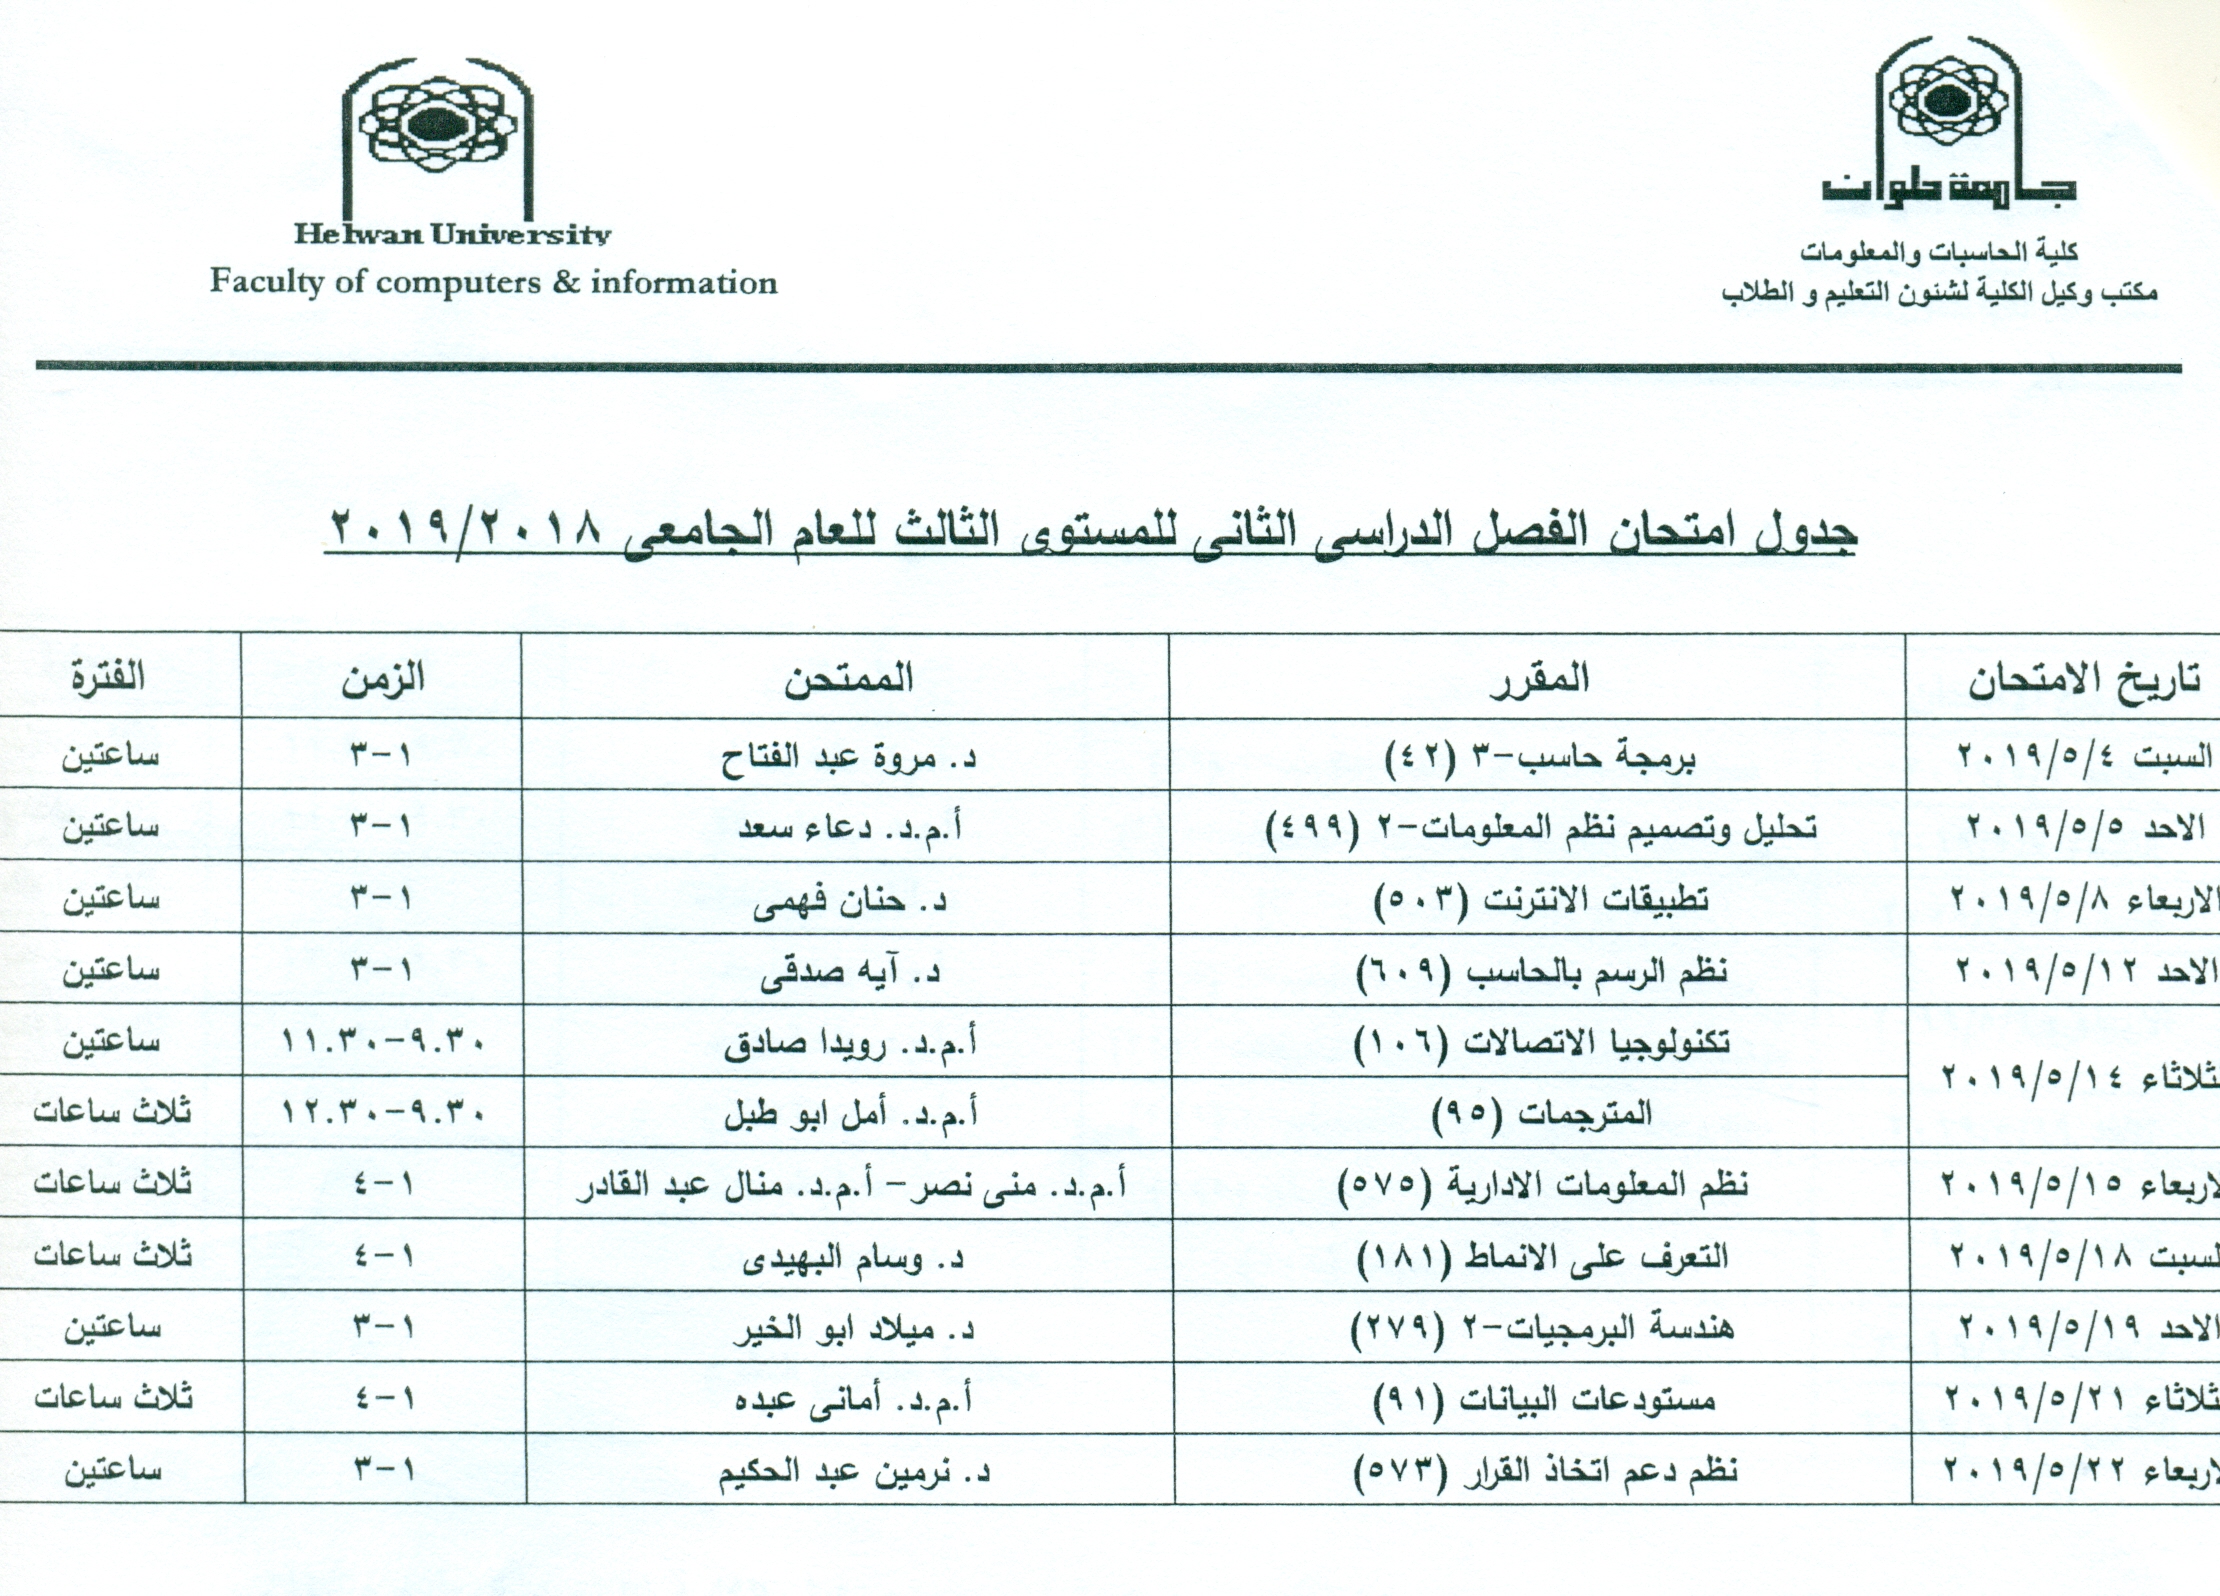 جامعة حلوان
كلية الحاسبات والمعلومات
مكتب وكيل الكلية لشئون التعليم و الطلاب
Helwan University
Faculty of computers & information
جدول امتحان الفصل الدراسى الثانى للمستوى الثالث للعام الجامعى ٢٠١٩/٢٠١٨
تاريخ الامتحان المقرر الممتحن الزمن الفترة
السبت ٢٠١٩/٥/٤ برمجة حاسب-٣ (٤٢) د. مروة عبد الفتاح ١-٣ ساعتين
الاحد ٢٠١٩/٥/٥ تحليل وتصميم نظم المعلومات-٢ (٤٩٩) أ.م.د. دعاء سعد ١-٣ ساعتين
الاربعاء ٢٠١٩/٥/٨ تطبيقات الانترنت (٥٠٣) د. حنان فهمى ١-٣ ساعتين
الاحد ٢٠١٩/٥/١٢ نظم الرسم بالحاسب (٦٠٩) د. آيه صدقى ١-٣ ساعتين
ثلاثاء ٢٠١٩/٥/١٤ تكنولوجيا الاتصالات (١٠٦) أ.م.د. رويدا صادق ٩.٣٠-١١.٣٠ ساعتين
المترجمات (٩٥) أ.م.د. أمل ابو طبل ٩.٣٠-١٢.٣٠ ثلاث ساعات
لاربعاء ٢٠١٩/٥/١٥ نظم المعلومات الادارية (٥٧٥) أ.م.د. منى نصر- أ.م.د. منال عبد القادر ١-٤ ثلاث ساعات
لسبت ٢٠١٩/٥/١٨ التعرف على الانماط (١٨١) د. وسام البهيدى ١-٤ ثلاث ساعات
الاحد ٢٠١٩/٥/١٩ هندسة البرمجيات-٢ (٢٧٩) د. ميلاد ابو الخير ١-٣ ساعتين
ثلاثاء ٢٠١٩/٥/٢١ مستودعات البيانات (٩١) أ.م.د. أمانى عبده ١-٤ ثلاث ساعات
لاربعاء ٢٠١٩/٥/٢٢ نظم دعم اتخاذ القرار (٥٧٣) د. نرمين عبد الحكيم ١-٣ ساعتين